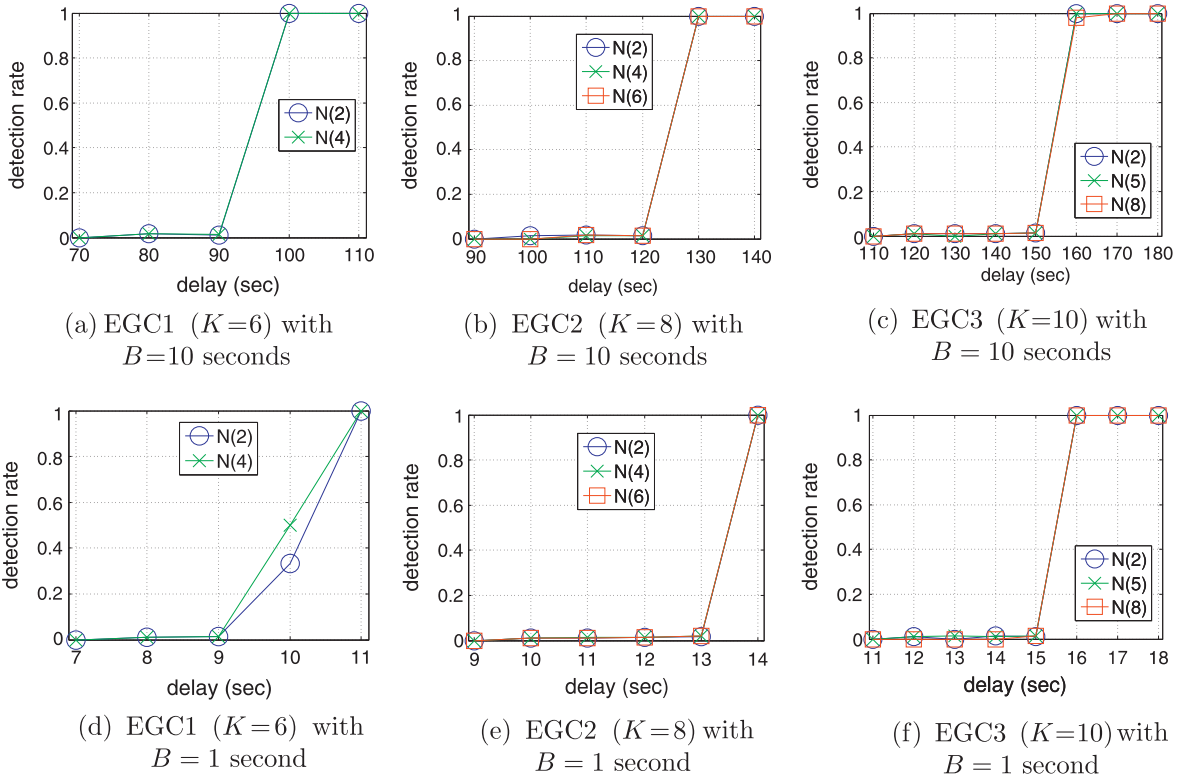 1
0.8
0.6
0.4
0.2
0
detection rate
N(2)
N(4)
70 80 90 100 110
delay (sec)
(a) EGC1 (K=6) with
B=10 seconds
1
0.8
0.6
0.4
0.2
0
detection rate
N(2)
N(4)
N(6)
90 100 110 120 130 140
delay (sec)
(b) EGC2 (K=8) with
B = 10 seconds
1
0.8
0.6
0.4
0.2
0
detection rate
N(2)
N(5)
N(8)
110 120 130 140 150 160 170 180
delay (sec)
(c) EGC3 (K=10) with
B = 10 seconds
1
0.8
0.6
0.4
0.2
0
detection rate
N(2)
N(4)
7 8 9 10 11
delay (sec)
(d) EGC1 (K=6) with
B = 1 second
1
0.8
0.6
0.4
0.2
0
detection rate
N(2)
N(4)
N(6)
9 10 11 12 13 14
delay (sec)
(e) EGC2 (K=8) with
B = 1 second
1
0.8
0.6
0.4
0.2
0
detection rate
N(2)
N(5)
N(8)
11 12 13 14 15 16 17 18
delay (sec)
(f) EGC3 (K=10) with
B = 1 second